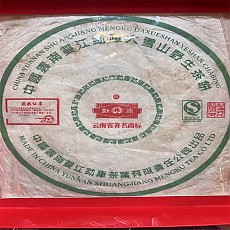 CHINA YUNNAN SHUANGJIANG MENGKU DAXUESHAN YESHENG CHABING
中國雲南雙江勐庫大雪山野生茶餅
云南省著名商标
中國雲南雙江勐庫茶葉有限責任公司出品
MADE IN CHINA YUNNAN SHUANGJIANG MENGKU TEA CO.LTD